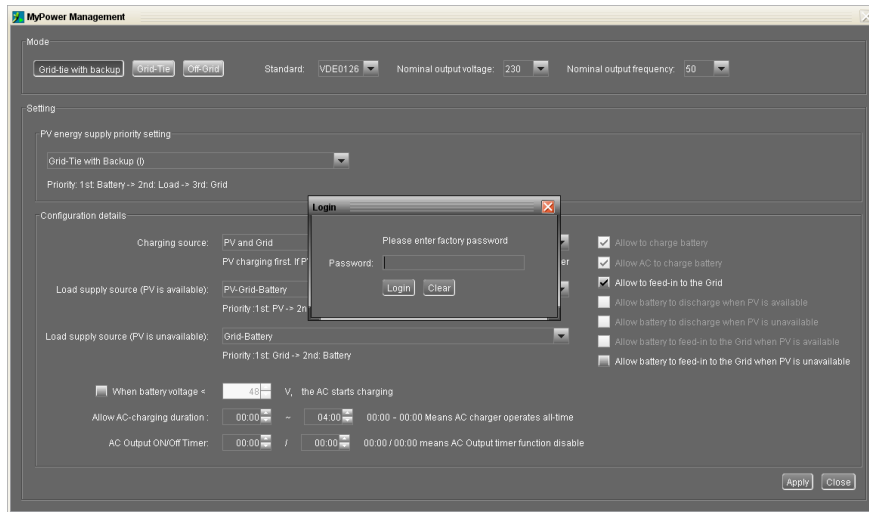 MyPower Management
Mode
Grid-tie with backup Grid-Tie Off-Grid Standard: VDE0126 Nominal output voltage: 230 Nominal output frequency: 50
Setting
PV energy supply priority setting
Grid-Tie with Backup (I)
Priority: 1st: Battery -> 2nd: Load -> 3rd: Grid
Configuration details
Charging source: PV and Grid
PV charging first. If P er
Load supply source (PV is available): PV-Grid-Battery
Priority :1st: PV -> 2n
Load supply source (PV is unavailable): Grid-Battery
Priority :1st: Grid -> 2nd: Battery
Login
Please enter factory password
Password:
Login Clear
Allow to charge battery
Allow AC to charge battery
Allow to feed-in to the Grid
Allow battery to discharge when PV is available
Allow battery to discharge when PV is unavailable
Allow battery to feed-in to the Grid when PV is available
Allow battery to feed-in to the Grid when PV is unavailable
When battery voltage < 48 V, the AC starts charging
Allow AC-charging duration : 00:00 ~ 04:00 00:00 - 00:00 Means AC charger operates all-time
AC Output ON/Off Timer: 00:00 / 00:00 00:00 / 00:00 means AC Output timer function disable
Apply Close